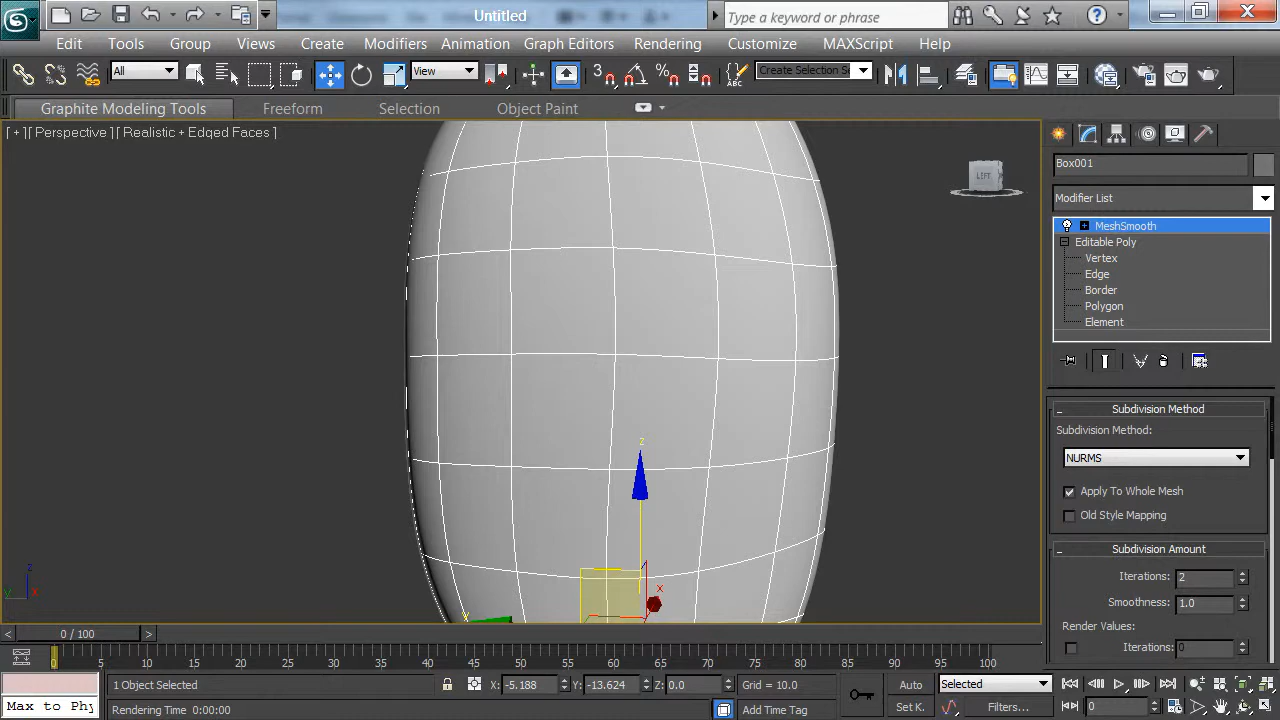 Untitled
Type a keyword or phrase
Edit Tools Group Views Create Modifiers Animation Graph Editors Rendering Customize MAXScript Help
All View 3 ABC Create Selection S
Graphite Modeling Tools Freeform Selection Object Paint
[ + ][ Perspective ][ Realistic + Edged Faces ]
LEFT
Box001
Modifier List
MeshSmooth
Editable Poly
Vertex
Edge
Border
Polygon
Element
Subdivision Method
Subdivision Method:
NURMS
Apply To Whole Mesh
Old Style Mapping
Subdivision Amount
Iterations: 2
Smoothness: 1.0
Render Values:
Iterations: 0
z
x
y
z
y x
< 0 / 100 >
0 5 10 15 20 25 30 35 40 45 50 55 60 65 70 75 80 85 90 95 100
1 Object Selected X: -5.188 Y: -13.624 Z: 0.0 Grid = 10.0 Auto Selected
Max to Phy Rendering Time 0:00:00 Add Time Tag Set K. Filters... 0